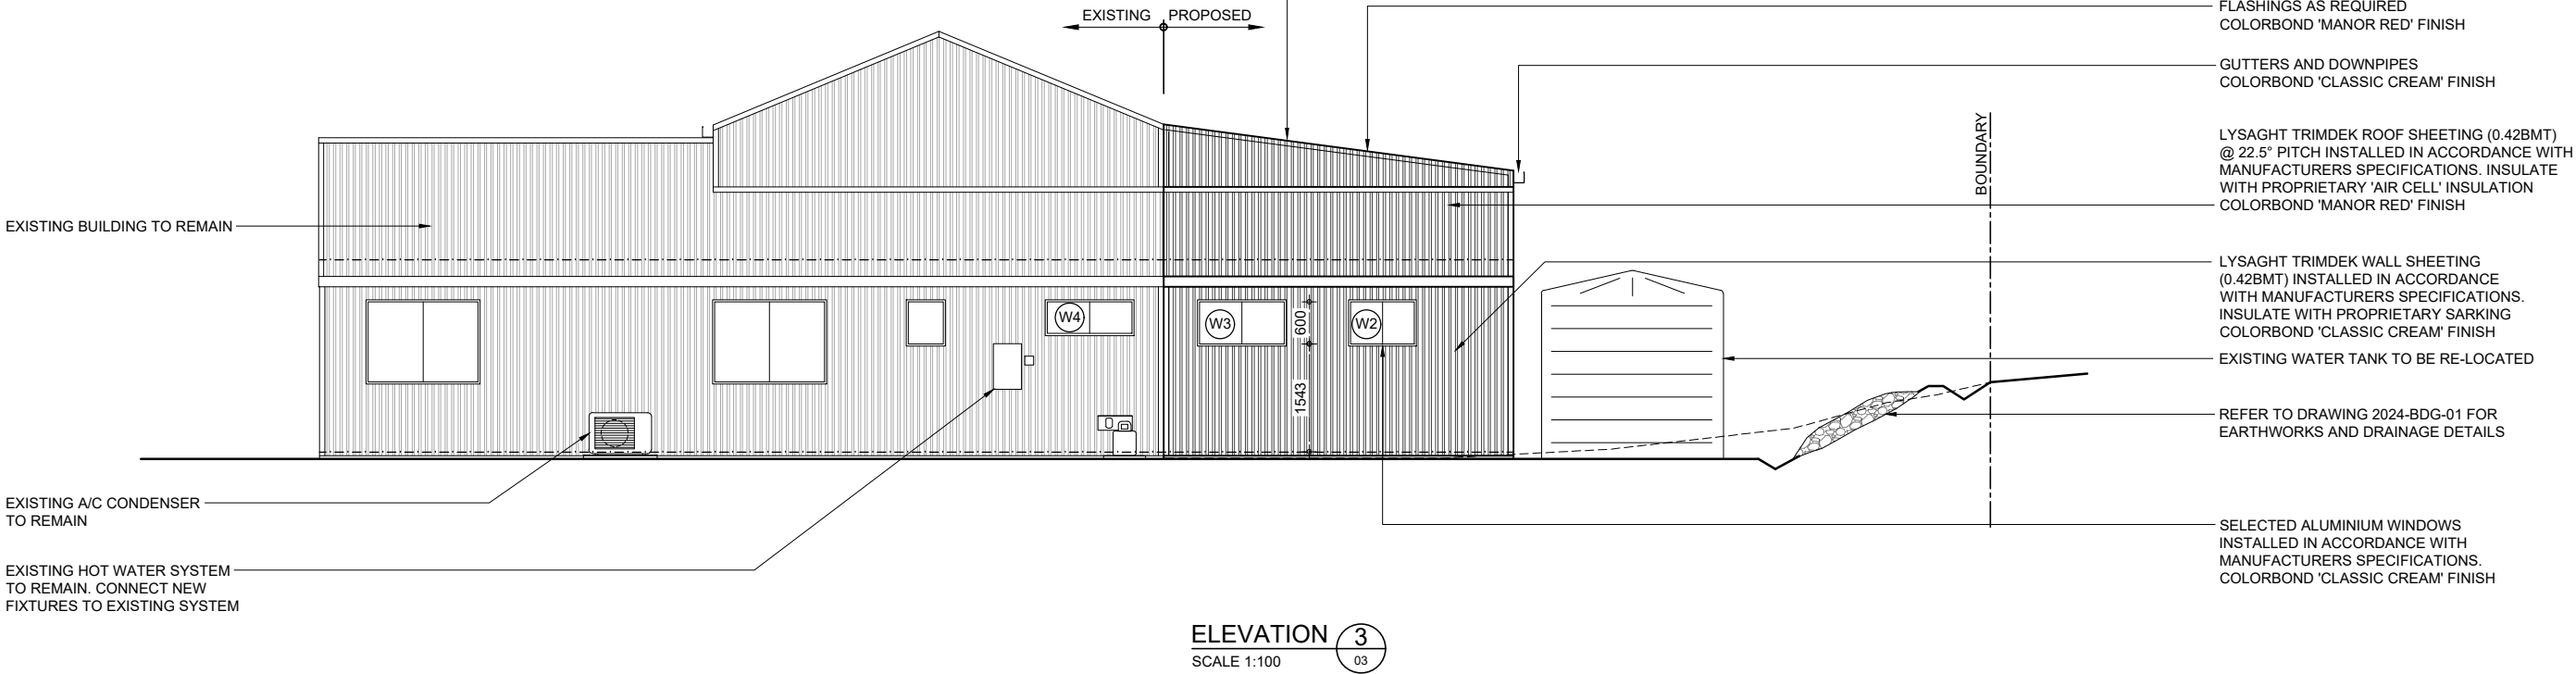 EXISTING PROPOSED
FLASHINGS AS REQUIRED
COLORBOND 'MANOR RED' FINISH
GUTTERS AND DOWNPIPES
COLORBOND 'CLASSIC CREAM' FINISH
BOUNDARY
LYSAGHT TRIMDEK ROOF SHEETING (0.42BMT)
@ 22.5° PITCH INSTALLED IN ACCORDANCE WITH
MANUFACTURERS SPECIFICATIONS. INSULATE
WITH PROPRIETARY 'AIR CELL' INSULATION
COLORBOND 'MANOR RED' FINISH
EXISTING BUILDING TO REMAIN
LYSAGHT TRIMDEK WALL SHEETING
(0.42BMT) INSTALLED IN ACCORDANCE
WITH MANUFACTURERS SPECIFICATIONS.
INSULATE WITH PROPRIETARY SARKING
COLORBOND 'CLASSIC CREAM' FINISH
W4
W3
600
W2
EXISTING WATER TANK TO BE RE-LOCATED
1543
REFER TO DRAWING 2024-BDG-01 FOR
EARTHWORKS AND DRAINAGE DETAILS
EXISTING A/C CONDENSER
TO REMAIN
SELECTED ALUMINIUM WINDOWS
INSTALLED IN ACCORDANCE WITH
MANUFACTURERS SPECIFICATIONS.
COLORBOND 'CLASSIC CREAM' FINISH
EXISTING HOT WATER SYSTEM
TO REMAIN. CONNECT NEW
FIXTURES TO EXISTING SYSTEM
ELEVATION 3
SCALE 1:100 03